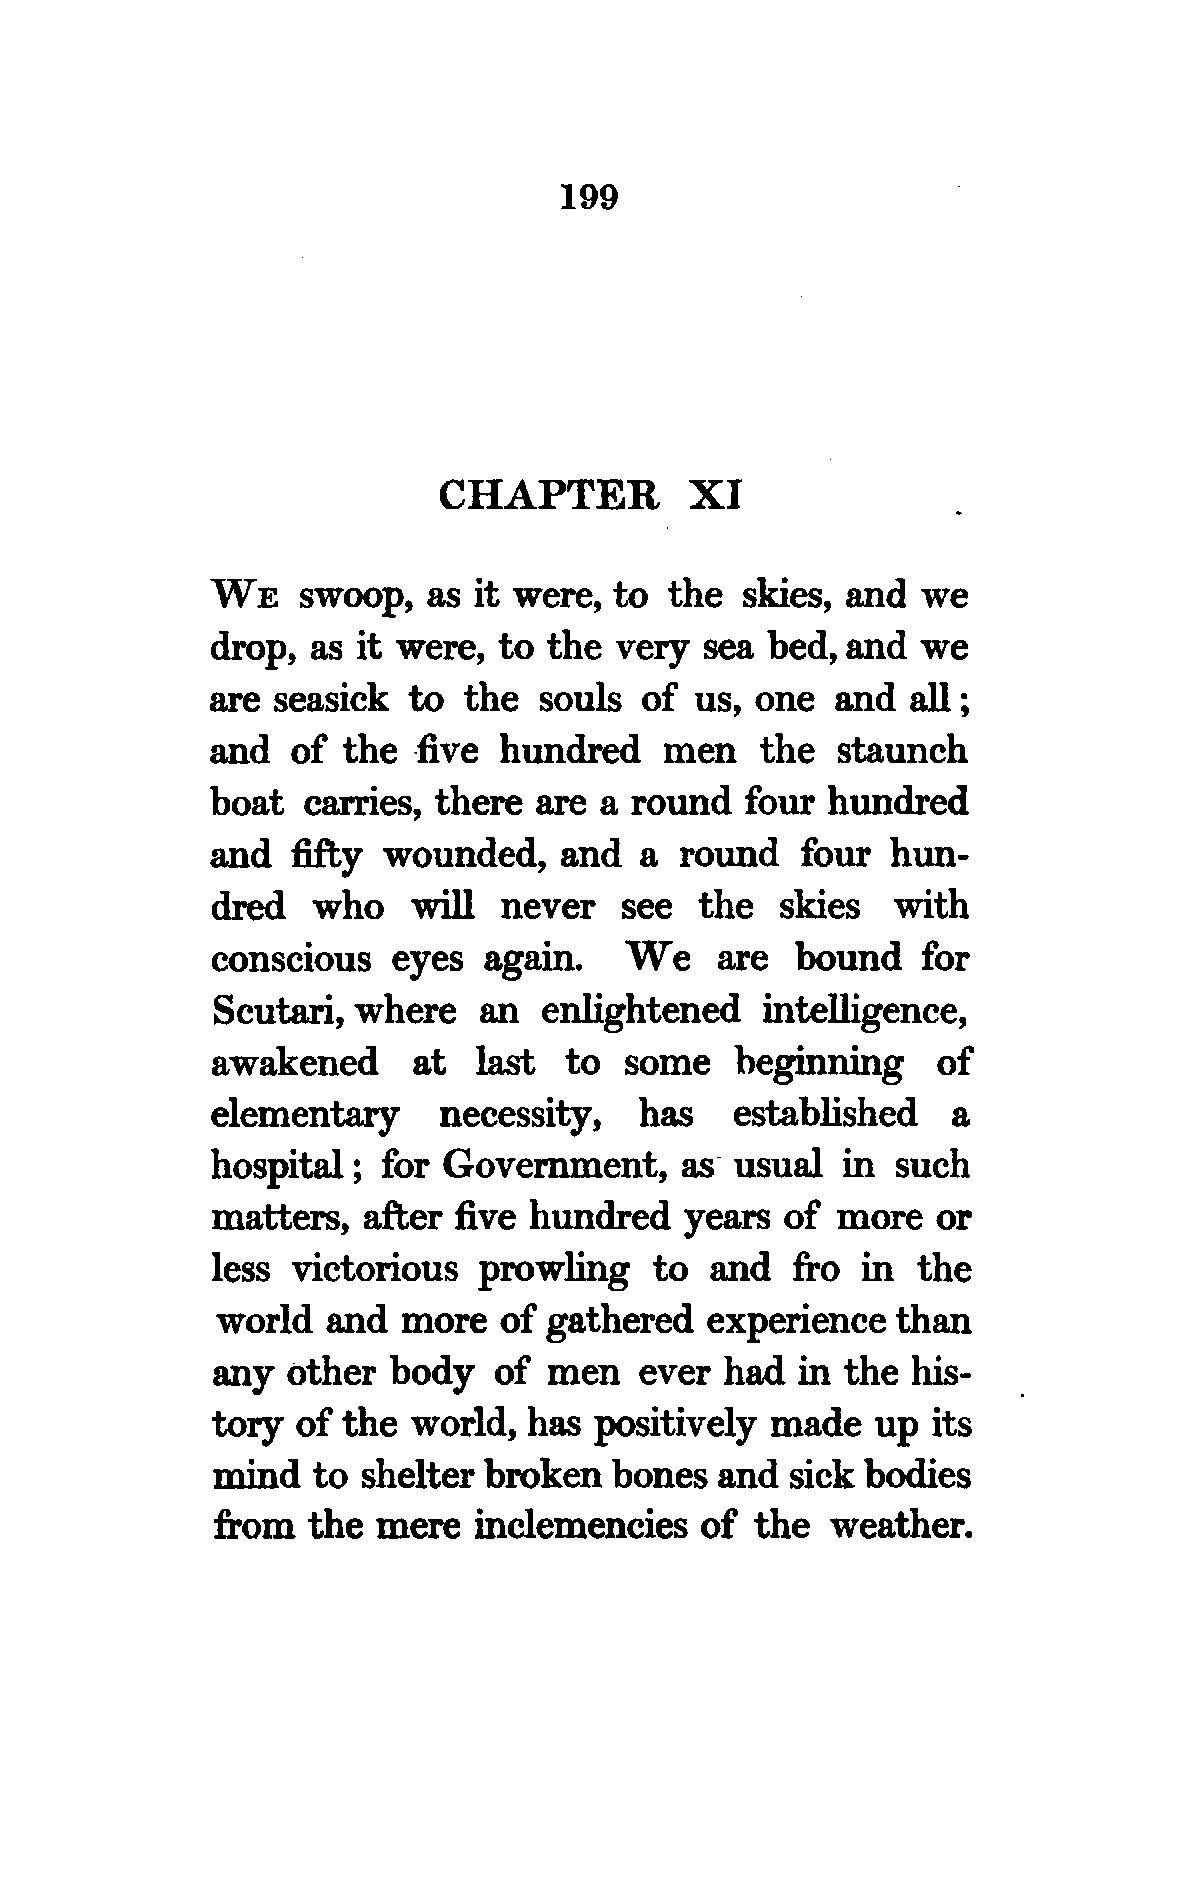 199
CHAPTER XI
WE swoop, as it were, to the skies, and we
drop, as it were, to the very sea bed, and we
are seasick to the souls of us, one and all;
and of the five hundred men the staunch
boat carries, there are a round four hundred
and fifty wounded, and a round four hun-
dred who will never see the skies with
conscious eyes again. We are bound for
Scutari, where an enlightened intelligence,
awakened at last to some beginning of
elementary necessity, has established a
hospital; for Government, as usual in such
matters, after five hundred years of more or
less victorious prowling to and fro in the
world and more of gathered experience than
any other body of men ever had in the his-
tory of the world, has positively made up its
mind to shelter broken bones and sick bodies
from the mere inclemencies of the weather.